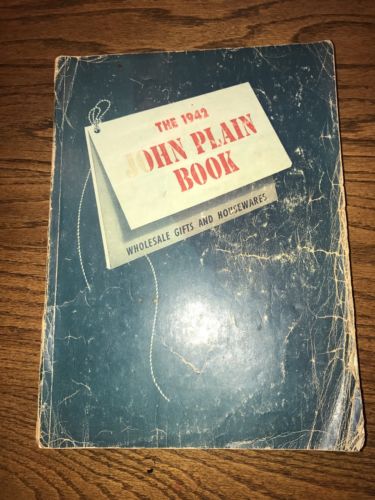 THE 1942
JOHN PLAIN
BOOK
WHOLESALE GIFTS AND HOUSEWARES